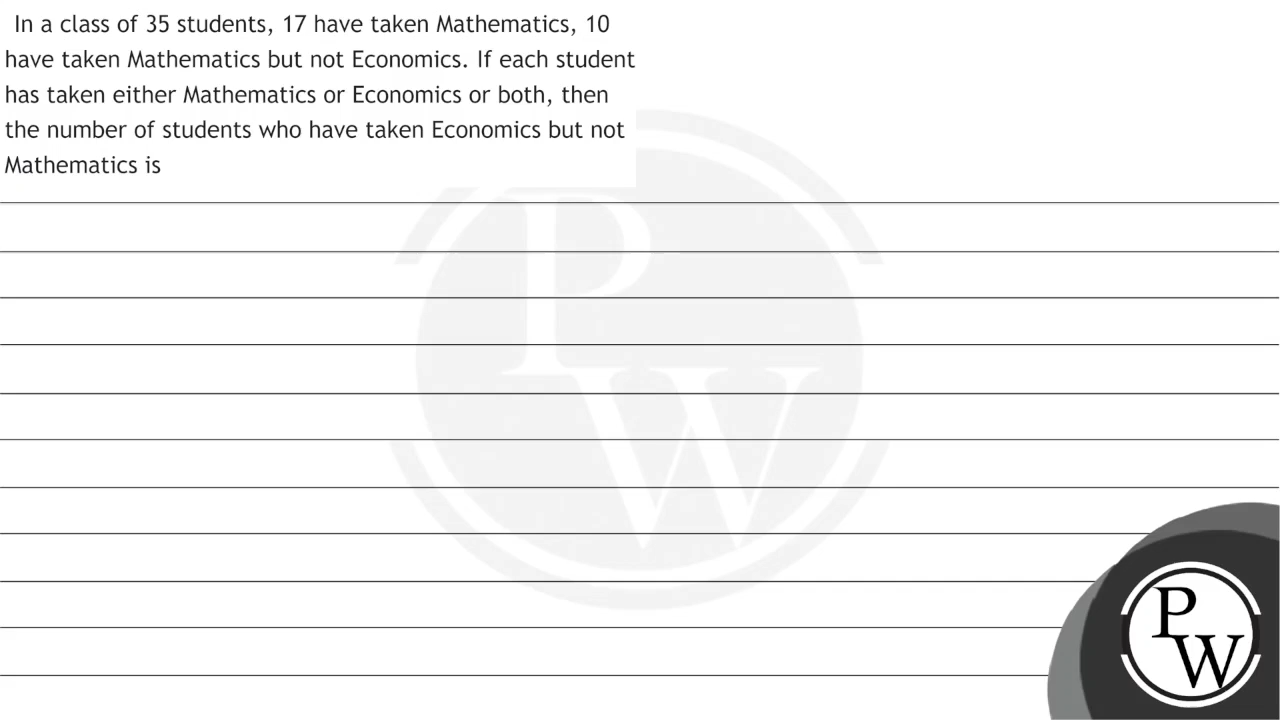 In a class of 35 students, 17 have taken Mathematics, 10
have taken Mathematics but not Economics. If each student
has taken either Mathematics or Economics or both, then
the number of students who have taken Economics but not
Mathematics is
P
W
P
W